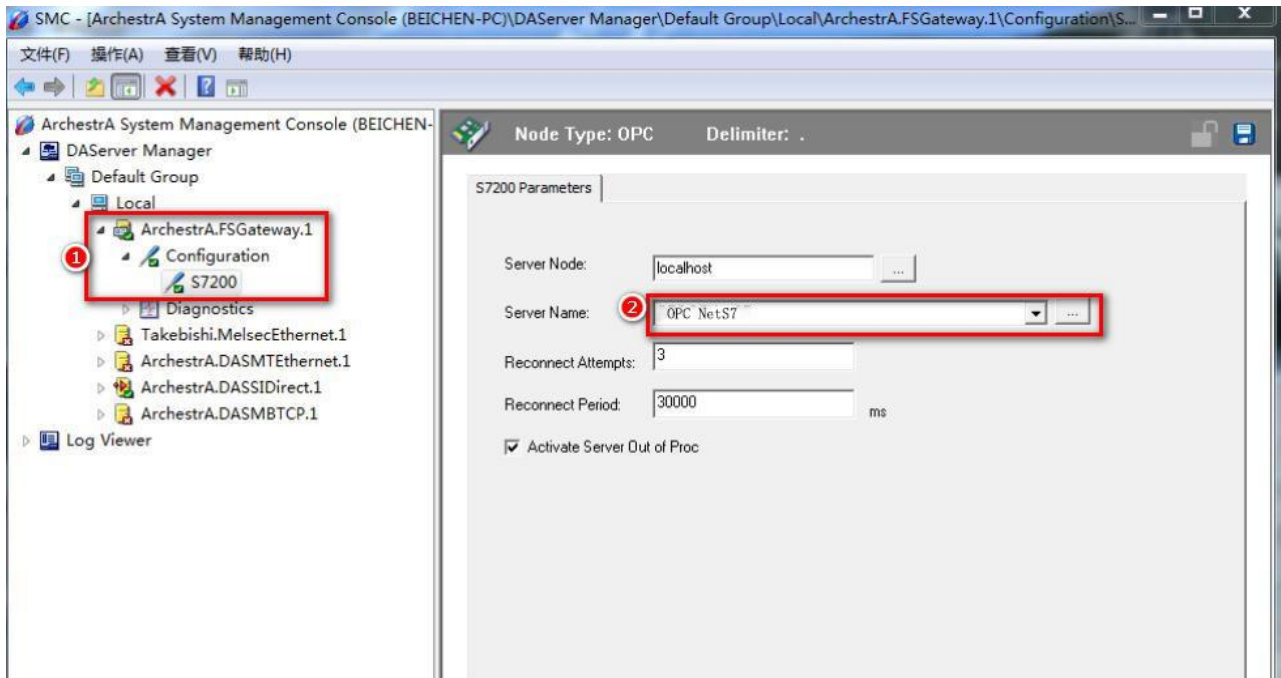 SMC - [ArchestrA System Management Console (BEICHEN-PC)\DAServer Manager\Default Group\Local\ArchestrA.FSGateway.1\Configuration\S...
文件(F) 操作(A) 查看(V) 帮助(H)
ArchestrA System Management Console (BEICHEN-
DAServer Manager
Default Group
Local
ArchestrA.FSGateway.1
1
Configuration
S7200
Diagnostics
Takebishi.MelsecEthernet.1
ArchestrA.DASMTEthernet.1
ArchestrA.DASSIDirect.1
ArchestrA.DASMBTCP.1
Log Viewer
Node Type: OPC Delimiter: .
S7200 Parameters
Server Node: localhost ...
Server Name: 2 OPC NetS7 ...
Reconnect Attempts: 3
Reconnect Period: 30000 ms
Activate Server Out of Proc